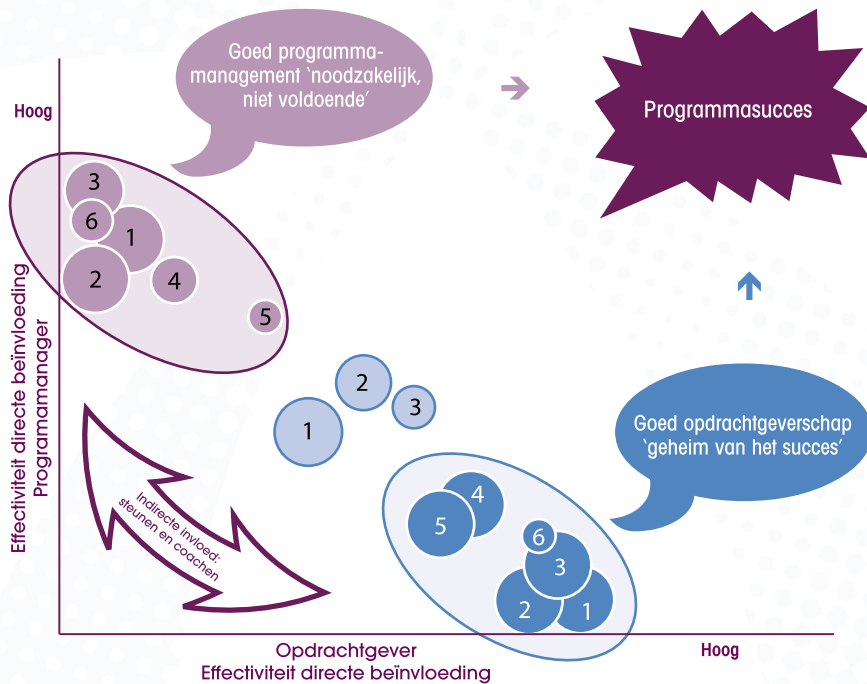 Goed programma-
management ‘noodzakelijk,
niet voldoende’
Programmasucces
Hoog
3
6
1
2
4
5
Effectiviteit directe beïnvloeding
Programamanager
2
3
1
Goed opdrachtgeverschap
‘geheim van het succes’
Indirecte invloed:
steunen en coachen
4
5
6
3
2
1
Opdrachtgever
Effectiviteit directe beïnvloeding
Hoog